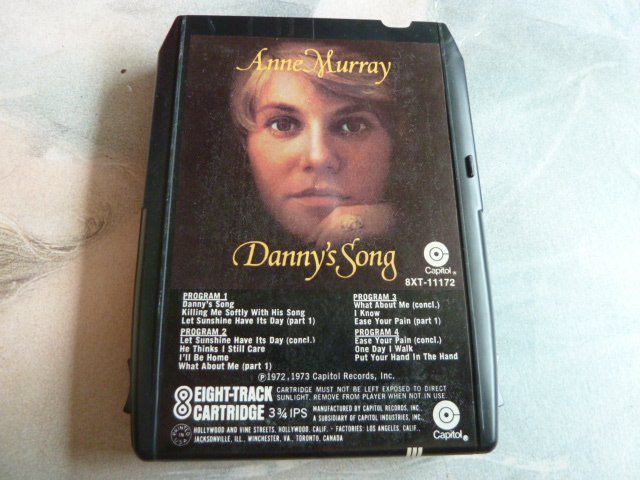 Anne Murray
Danny's Song
Capitol®
8XT-11172
PROGRAM 1
Danny's Song
Killing Me Softly With His Song
Let Sunshine Have Its Day (part 1)
PROGRAM 2
Let Sunshine Have Its Day (concl.)
He Thinks I Still Care
I'll Be Home
What About Me (part 1)
PROGRAM 3
What About Me (concl.)
I Know
Ease Your Pain (part 1)
PROGRAM 4
Ease Your Pain (concl.)
One Day I Walk
Put Your Hand In The Hand
℗1972, 1973 Capitol Records, Inc.
8 EIGHT-TRACK CARTRIDGE 3¾ IPS
CARTRIDGE MUST NOT BE LEFT EXPOSED TO DIRECT
SUNLIGHT. REMOVE FROM PLAYER WHEN NOT IN USE.
MANUFACTURED BY CAPITOL RECORDS, INC.
A SUBSIDIARY OF CAPITOL INDUSTRIES, INC.
PRINTED IN U.S.A.
HOLLYWOOD AND VINE STREETS, HOLLYWOOD, CALIF. - FACTORIES: LOS ANGELES, CALIF.,
JACKSONVILLE, ILL., WINCHESTER, VA., TORONTO, CANADA
Capitol®